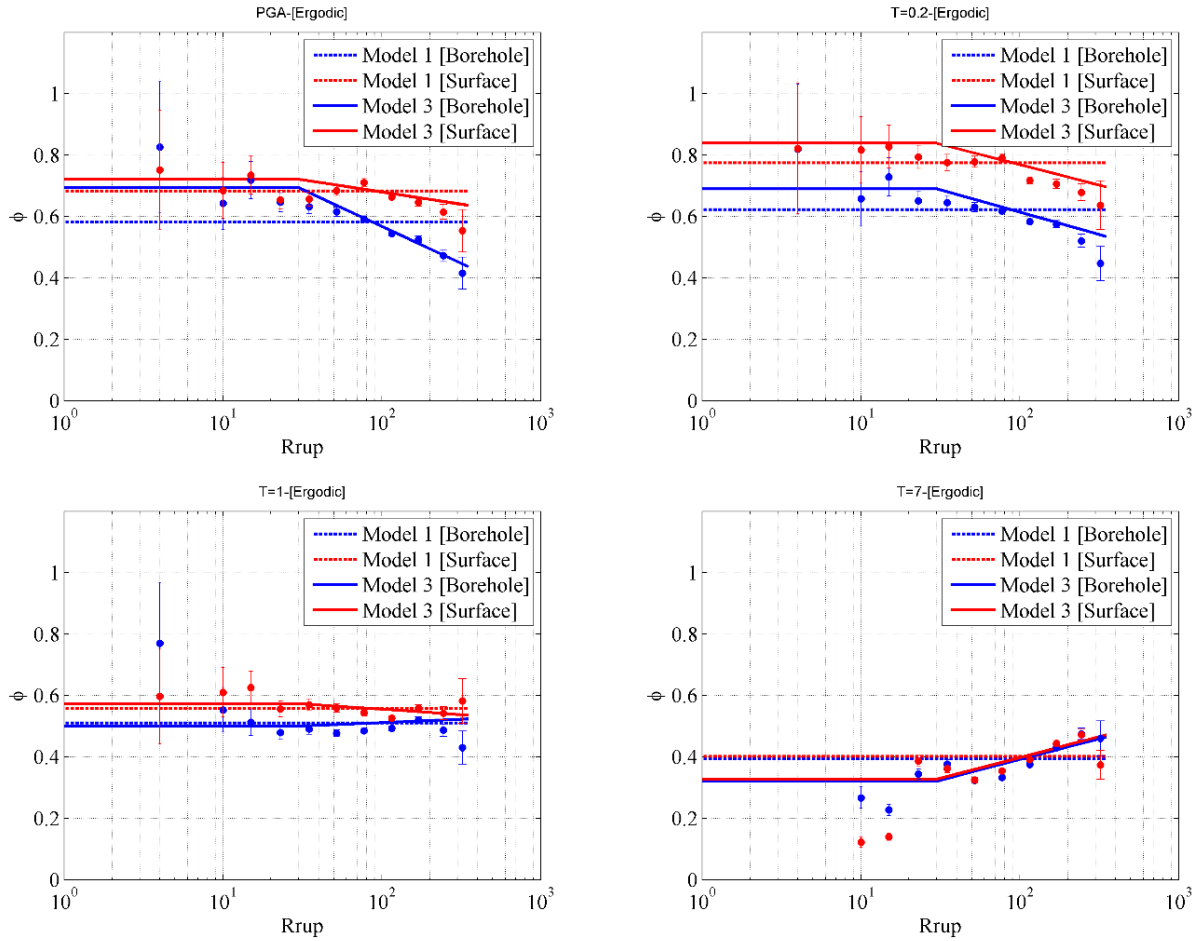 PGA-[Ergodic]
Model 1 [Borehole]
Model 1 [Surface]
Model 3 [Borehole]
Model 3 [Surface]
1
0.8
0.6
0.4
0.2
0
ϕ
10^0
10^1
10^2
10^3
Rrup
T=0.2-[Ergodic]
Model 1 [Borehole]
Model 1 [Surface]
Model 3 [Borehole]
Model 3 [Surface]
1
0.8
0.6
0.4
0.2
0
ϕ
10^0
10^1
10^2
10^3
Rrup
T=1-[Ergodic]
Model 1 [Borehole]
Model 1 [Surface]
Model 3 [Borehole]
Model 3 [Surface]
1
0.8
0.6
0.4
0.2
0
ϕ
10^0
10^1
10^2
10^3
Rrup
T=7-[Ergodic]
Model 1 [Borehole]
Model 1 [Surface]
Model 3 [Borehole]
Model 3 [Surface]
1
0.8
0.6
0.4
0.2
0
ϕ
10^0
10^1
10^2
10^3
Rrup